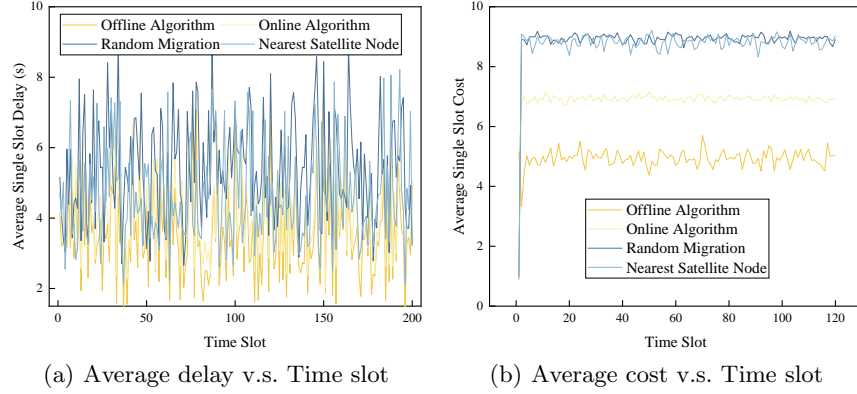 Offline Algorithm Online Algorithm
Random Migration Nearest Satellite Node
10
8
6
4
2
Average Single Slot Delay (s)
0 50 100 150 200
Time Slot
(a) Average delay v.s. Time slot
10
8
6
4
2
0
Average Single Slot Cost
Offline Algorithm
Online Algorithm
Random Migration
Nearest Satellite Node
0 20 40 60 80 100 120
Time Slot
(b) Average cost v.s. Time slot